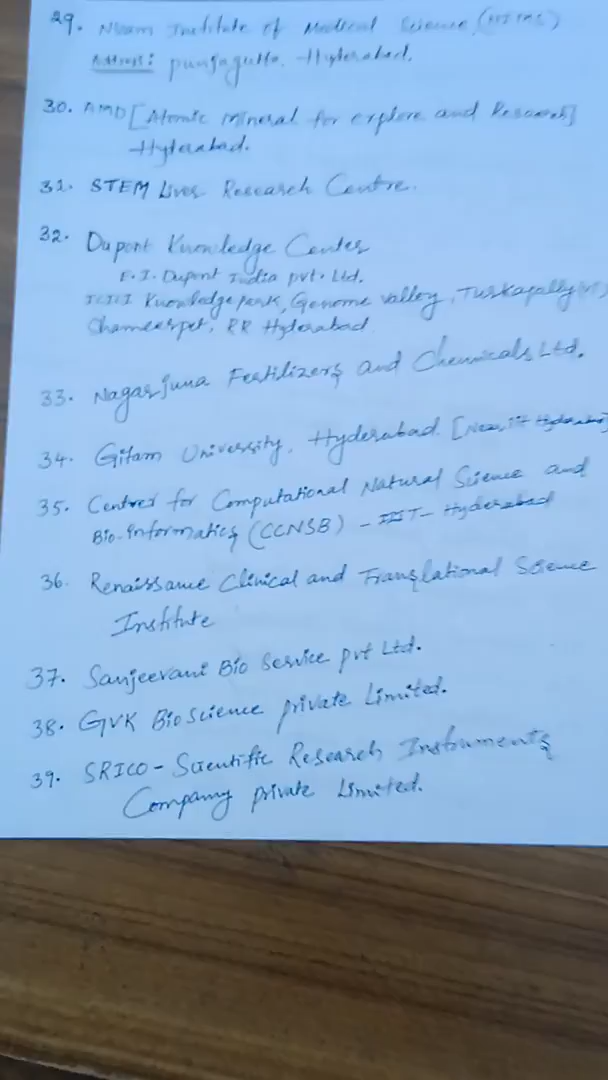 29. Nizam Institute of Medical Science (NIMS)
Address: punjagutta, Hyderabad.
30. AMD [Atomic Mineral for explore and Research]
Hyderabad.
31. STEM Lives Research Centre.
32. Dupont Knowledge Center
E.I. Dupont India pvt. Ltd.
ICICI Knowledge park, Genome valley, Turkapally
Shameerpet, RR Hyderabad
33. Nagarjuna Fertilizers and Chemicals Ltd.
34. Gitam University, Hyderabad. [Near, IIT Hyderabad]
35. Centres for Computational Natural Science and
Bio-informatics (CCNSB) - IIIT- Hyderabad
36. Renaissance Clinical and Translational Science
Institute
37. Sanjeevani Bio Service pvt Ltd.
38. GVK Bioscience private Limited.
39. SRICO - Scientific Research Instruments
Company private Limited.